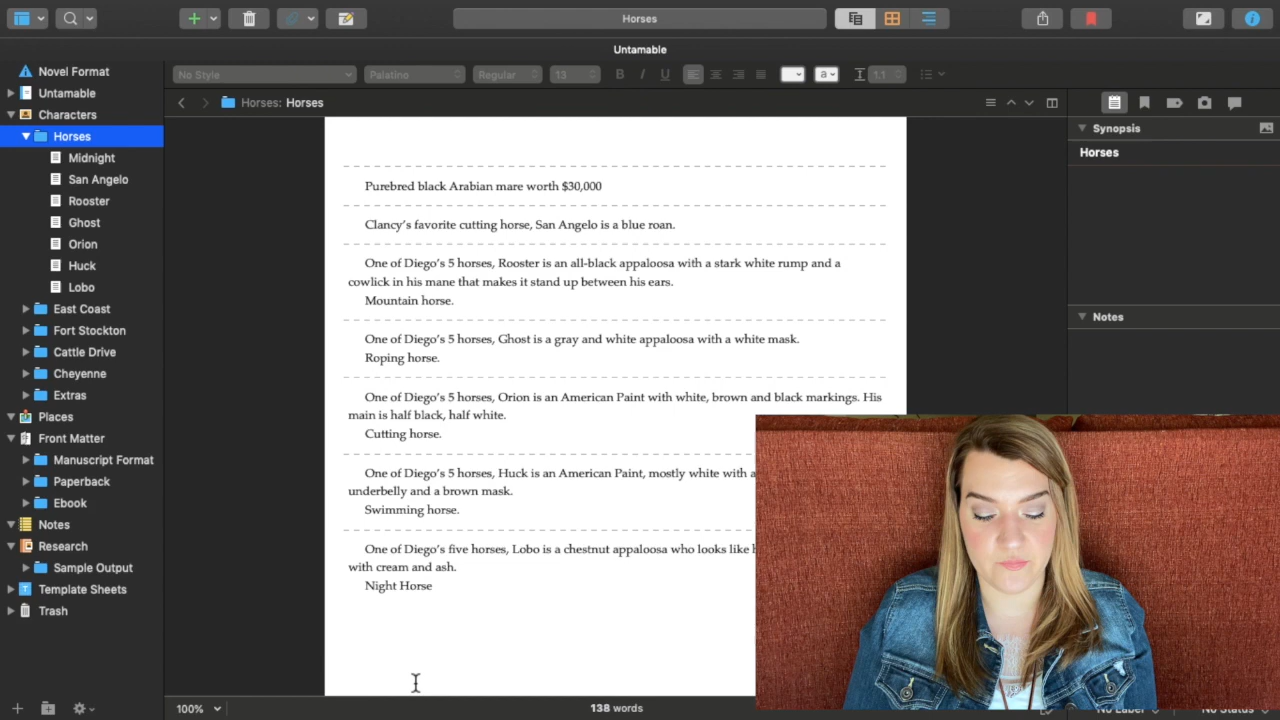 Horses
Untamable
No Style
Palatino
Regular
13
B
I
U
a
1.1
Novel Format
Untamable
Characters
Horses
Midnight
San Angelo
Rooster
Ghost
Orion
Huck
Lobo
East Coast
Fort Stockton
Cattle Drive
Cheyenne
Extras
Places
Front Matter
Manuscript Format
Paperback
Ebook
Notes
Research
Sample Output
Template Sheets
Trash
Horses: Horses
Purebred black Arabian mare worth $30,000
Clancy's favorite cutting horse, San Angelo is a blue roan.
One of Diego's 5 horses, Rooster is an all-black appaloosa with a stark white rump and a
cowlick in his mane that makes it stand up between his ears.
Mountain horse.
One of Diego's 5 horses, Ghost is a gray and white appaloosa with a white mask.
Roping horse.
One of Diego's 5 horses, Orion is an American Paint with white, brown and black markings. His
main is half black, half white.
Cutting horse.
One of Diego's 5 horses, Huck is an American Paint, mostly white with a
underbelly and a brown mask.
Swimming horse.
One of Diego's five horses, Lobo is a chestnut appaloosa who looks like
with cream and ash.
Night Horse
Synopsis
Horses
Notes
100%
138 words
No Label
No Status